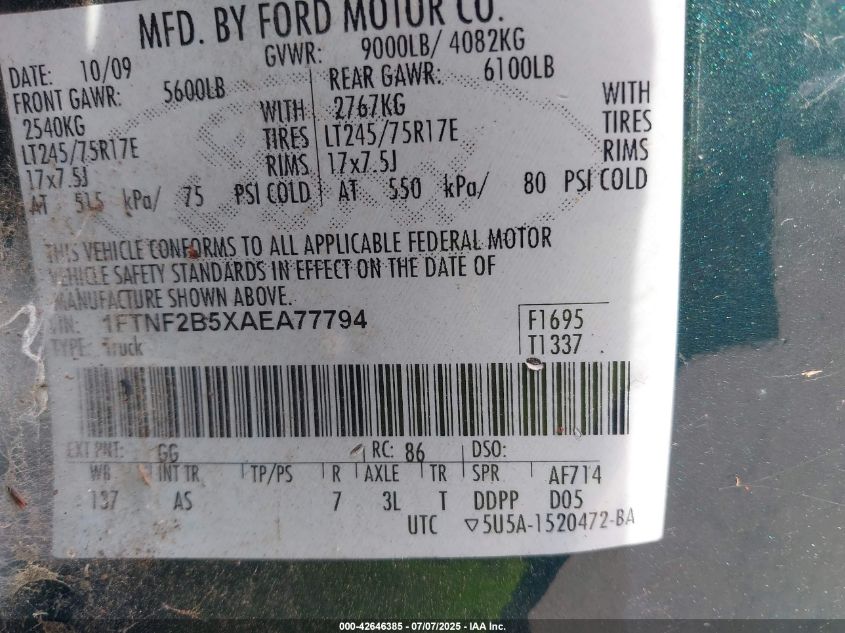 MFD. BY FORD MOTOR CO.
DATE: 10/09 GVWR: 9000LB/ 4082KG
FRONT GAWR: 5600LB REAR GAWR: 6100LB
2540KG WITH 2767KG WITH
LT245/75R17E TIRES LT245/75R17E TIRES
17x7.5J RIMS 17x7.5J RIMS
AT 515 kPa/ 75 PSI COLD AT 550 kPa/ 80 PSI COLD
THIS VEHICLE CONFORMS TO ALL APPLICABLE FEDERAL MOTOR
VEHICLE SAFETY STANDARDS IN EFFECT ON THE DATE OF
MANUFACTURE SHOWN ABOVE.
VIN: 1FTNF2B5XAEA77794 F1695
TYPE: Truck T1337
EXT PNT: GG RC: 86 DSO:
WB INT TR TP/PS R AXLE TR SPR AF714
137 AS 7 3L T DDPP D05
UTC ▽5U5A-1520472-BA
000-42646385 - 07/07/2025 - IAA Inc.